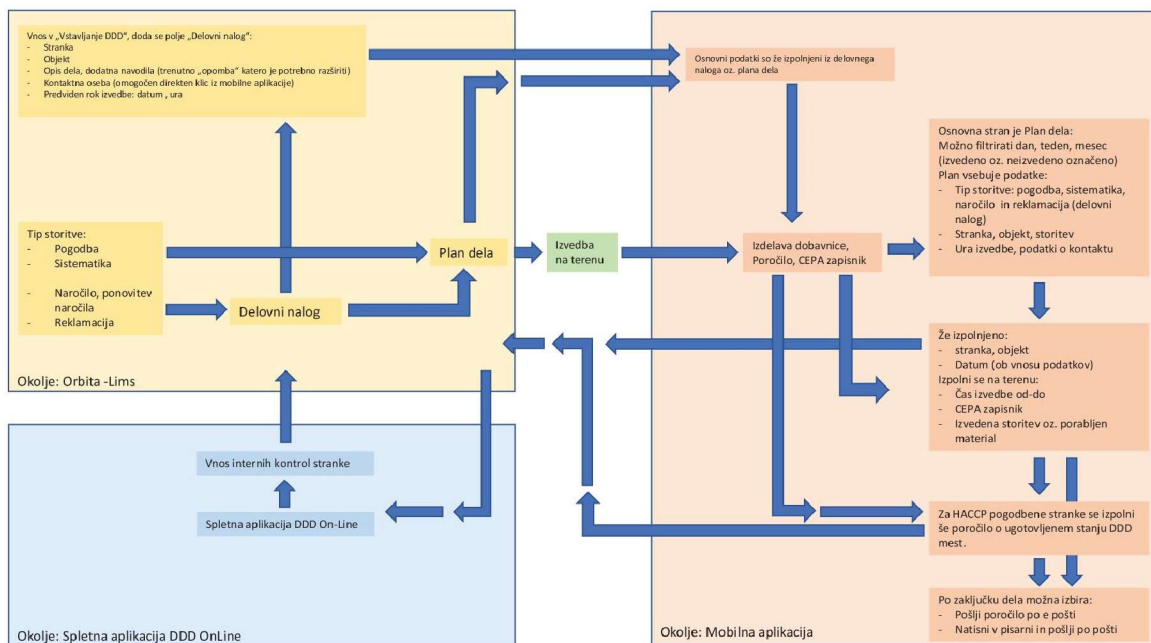 Vnos v „Vstavljanje DDD“, doda se polje „Delovni nalog“:
- Stranka
- Objekt
- Opis dela, dodatna navodila (trenutno „opomba“ katero je potrebno razširiti)
- Kontaktna oseba (omogočen direkten klic iz mobilne aplikacije)
- Predviden rok izvedbe: datum , ura
Tip storitve:
- Pogodba
- Sistematika
- Naročilo, ponovitev
naročila
- Reklamacija
Delovni nalog
Plan dela
Okolje: Orbita -Lims
Izvedba
na terenu
Vnos internih kontrol stranke
Spletna aplikacija DDD On-Line
Okolje: Spletna aplikacija DDD OnLine
Osnovni podatki so že izpolnjeni iz delovnega
naloga oz. plana dela
Izdelava dobavnice,
Poročilo, CEPA zapisnik
Osnovna stran je Plan dela:
Možno filtrirati dan, teden, mesec
(izvedeno oz. neizvedeno označeno)
Plan vsebuje podatke:
- Tip storitve: pogodba, sistematika,
naročilo in reklamacija (delovni
nalog)
- Stranka, objekt, storitev
- Ura izvedbe, podatki o kontaktu
Že izpolnjeno:
- stranka, objekt
- Datum (ob vnosu podatkov)
Izpolni se na terenu:
- Čas izvedbe od-do
- CEPA zapisnik
- Izvedena storitev oz. porabljen
material
Za HACCP pogodbene stranke se izpolni
še poročilo o ugotovljenem stanju DDD
mest.
Po zaključku dela možna izbira:
- Pošlji poročilo po e pošti
- Natisni v pisarni in pošlji po pošti
Okolje: Mobilna aplikacija